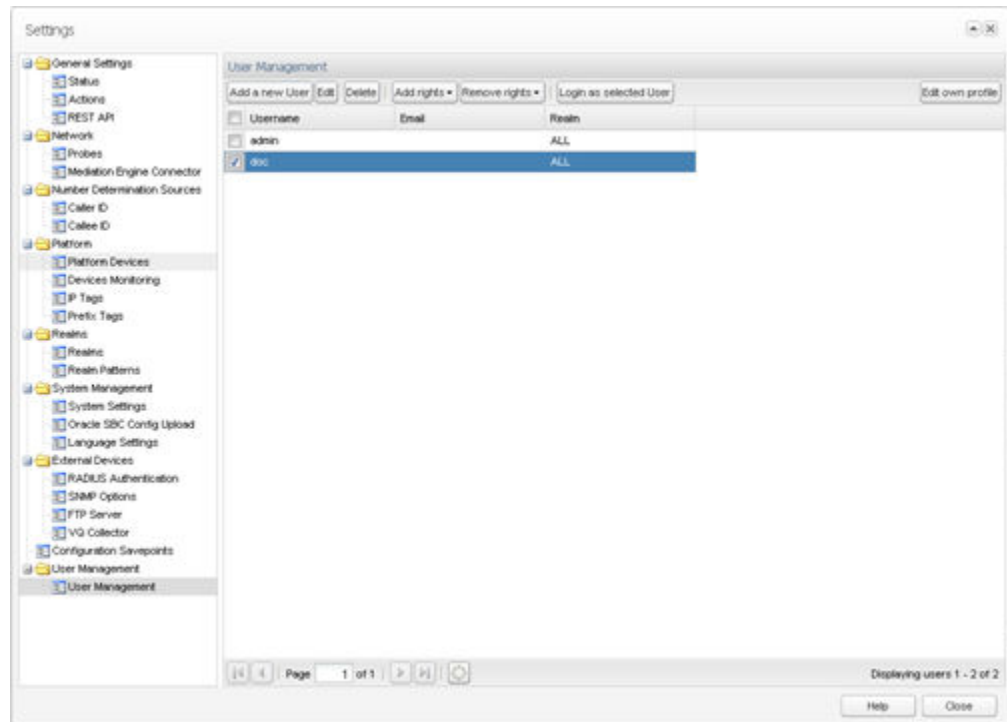 Settings
General Settings
Status
Actions
REST API
Network
Probes
Mediation Engine Connector
Number Determination Sources
Caller ID
Callee ID
Platform
Platform Devices
Devices Monitoring
IP Tags
Prefix Tags
Realms
Realms
Realm Patterns
System Management
System Settings
Oracle SBC Config Upload
Language Settings
External Devices
RADIUS Authentication
SNMP Options
FTP Server
VQ Collector
Configuration Savepoints
User Management
User Management
User Management
Add a new User Edit Delete Add rights Remove rights Login as selected User Edit own profile
Username Email Realm
admin ALL
doc ALL
Page 1 of 1 Displaying users 1 - 2 of 2
Help Close